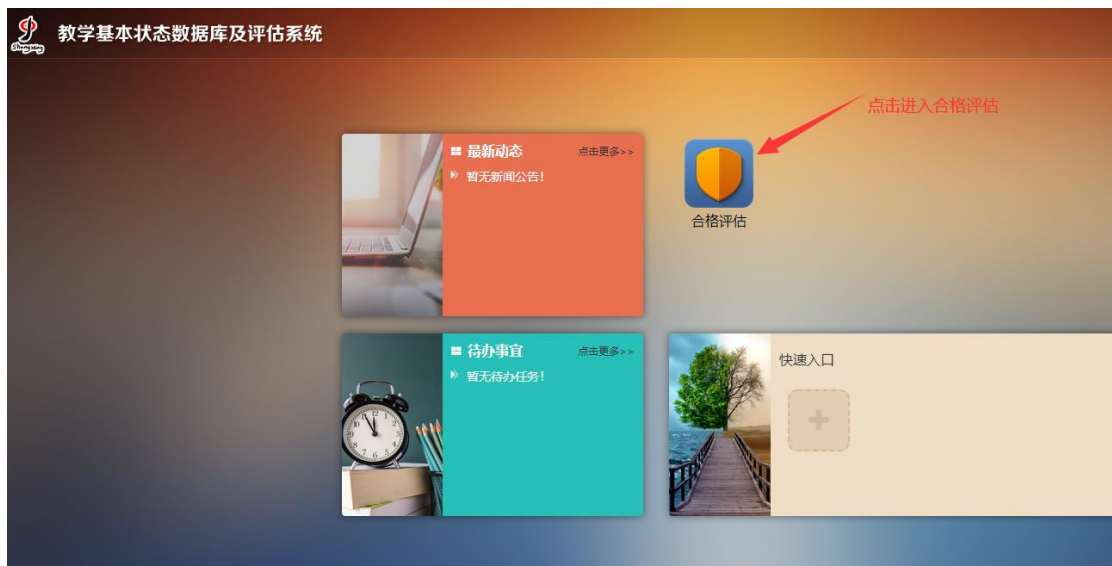 教学基本状态数据库及评估系统
点击进入合格评估
最新动态
点击更多>>
暂无新闻公告!
合格评估
待办事宜
点击更多>>
暂无待办任务!
快速入口